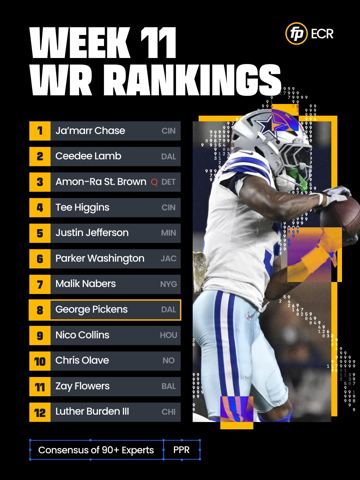 WEEK 11
WR RANKINGS
fp ECR
1 Ja'marr Chase CIN
2 Ceedee Lamb DAL
3 Amon-Ra St. Brown Q DET
4 Tee Higgins CIN
5 Justin Jefferson MIN
6 Parker Washington JAC
7 Malik Nabers NYG
8 George Pickens DAL
9 Nico Collins HOU
10 Chris Olave NO
11 Zay Flowers BAL
12 Luther Burden III CHI
Consensus of 90+ Experts PPR